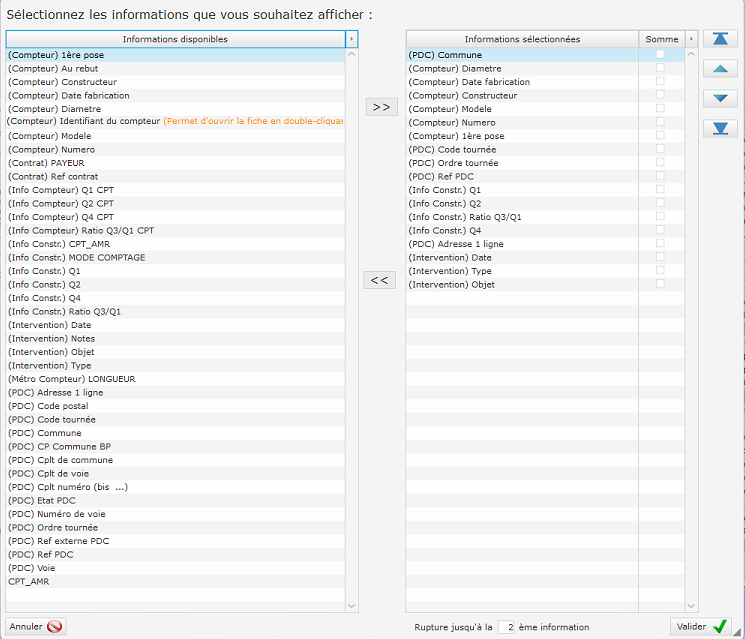 Sélectionnez les informations que vous souhaitez afficher :
Informations disponibles
(Compteur) 1ère pose
(Compteur) Au rebut
(Compteur) Constructeur
(Compteur) Date fabrication
(Compteur) Diametre
(Compteur) Identifiant du compteur (Permet d'ouvrir la fiche en double-cliquar
(Compteur) Modele
(Compteur) Numero
(Contrat) PAYEUR
(Contrat) Ref contrat
(Info Compteur) Q1 CPT
(Info Compteur) Q2 CPT
(Info Compteur) Q4 CPT
(Info Compteur) Ratio Q3/Q1 CPT
(Info Constr.) CPT_AMR
(Info Constr.) MODE COMPTAGE
(Info Constr.) Q1
(Info Constr.) Q2
(Info Constr.) Q4
(Info Constr.) Ratio Q3/Q1
(Intervention) Date
(Intervention) Notes
(Intervention) Objet
(Intervention) Type
(Métro Compteur) LONGUEUR
(PDC) Adresse 1 ligne
(PDC) Code postal
(PDC) Code tournée
(PDC) Commune
(PDC) CP Commune BP
(PDC) Cplt de commune
(PDC) Cplt de voie
(PDC) Cplt numéro (bis ...)
(PDC) Etat PDC
(PDC) Numéro de voie
(PDC) Ordre tournée
(PDC) Ref externe PDC
(PDC) Ref PDC
(PDC) Voie
CPT_AMR
>>
<<
Informations sélectionnées Somme
(PDC) Commune
(Compteur) Diametre
(Compteur) Date fabrication
(Compteur) Constructeur
(Compteur) Modele
(Compteur) Numero
(Compteur) 1ère pose
(PDC) Code tournée
(PDC) Ordre tournée
(PDC) Ref PDC
(Info Constr.) Q1
(Info Constr.) Q2
(Info Constr.) Ratio Q3/Q1
(Info Constr.) Q4
(PDC) Adresse 1 ligne
(Intervention) Date
(Intervention) Type
(Intervention) Objet
Annuler
Rupture jusqu'à la 2 ème information
Valider